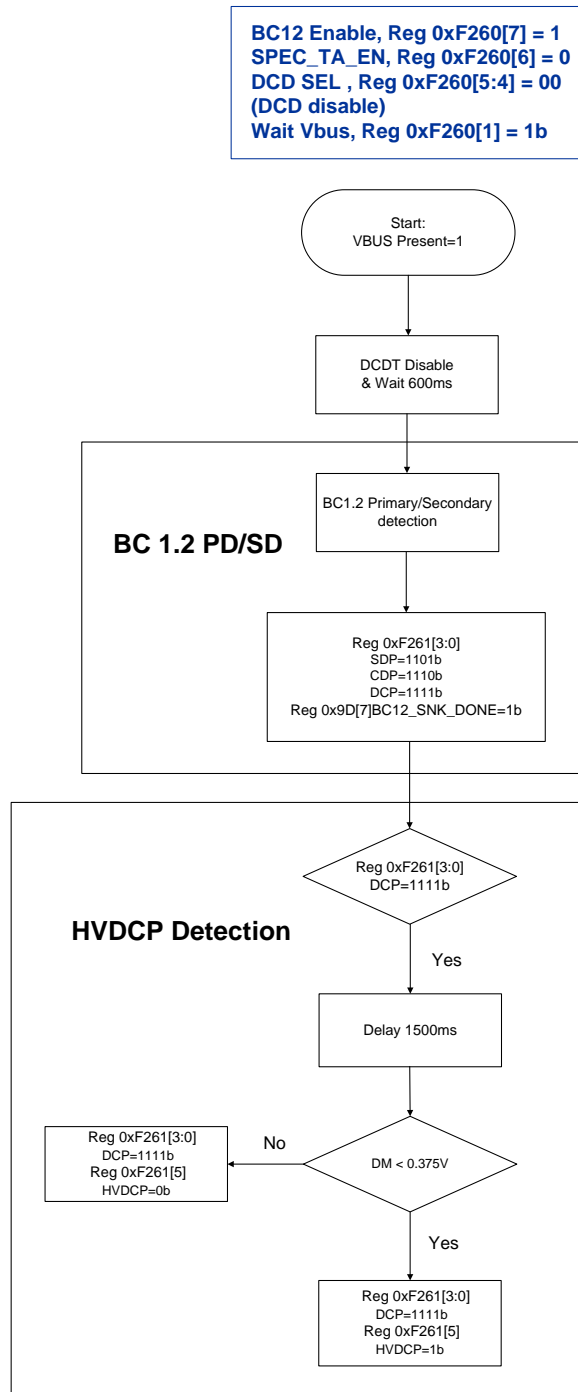 BC12 Enable, Reg 0xF260[7] = 1
SPEC_TA_EN, Reg 0xF260[6] = 0
DCD SEL , Reg 0xF260[5:4] = 00
(DCD disable)
Wait Vbus, Reg 0xF260[1] = 1b
Start:
VBUS Present=1
DCDT Disable
& Wait 600ms
BC 1.2 PD/SD
BC1.2 Primary/Secondary
detection
Reg 0xF261[3:0]
SDP=1101b
CDP=1110b
DCP=1111b
Reg 0x9D[7]BC12_SNK_DONE=1b
HVDCP Detection
Reg 0xF261[3:0]
DCP=1111b
Yes
Delay 1500ms
DM < 0.375V
No
Reg 0xF261[3:0]
DCP=1111b
Reg 0xF261[5]
HVDCP=0b
Yes
Reg 0xF261[3:0]
DCP=1111b
Reg 0xF261[5]
HVDCP=1b